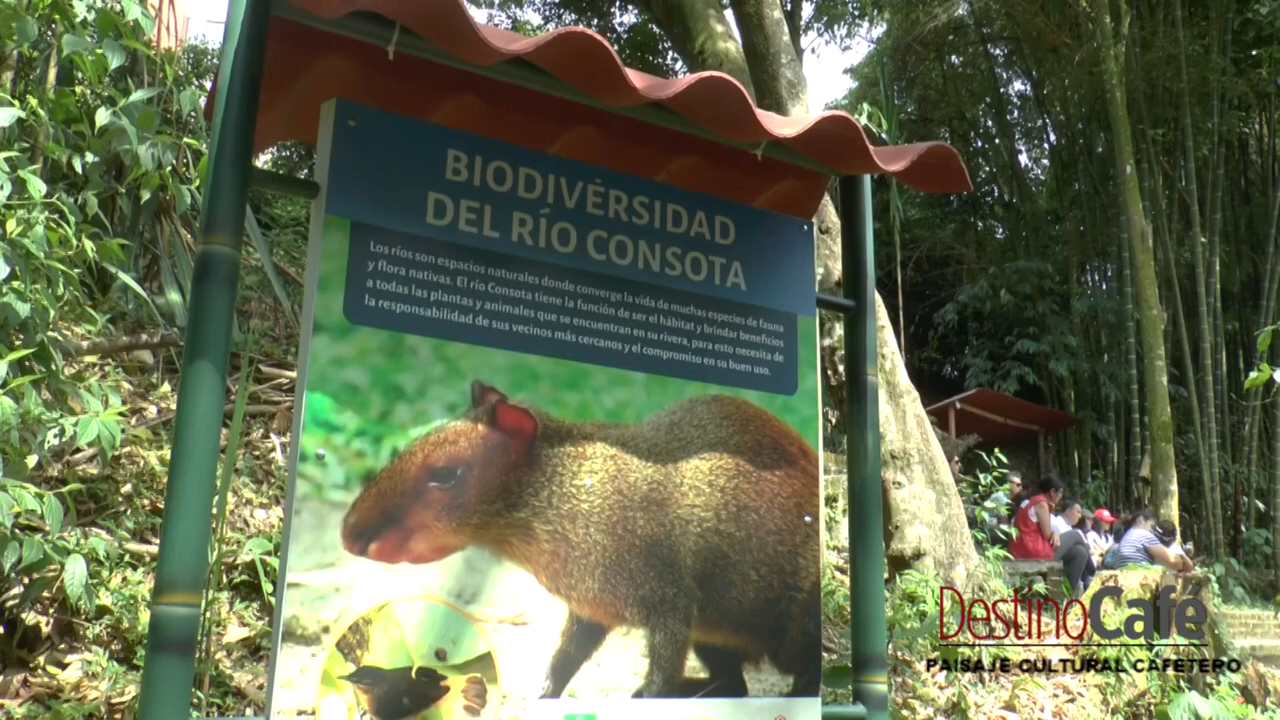 BIODIVERSIDAD
DEL RÍO CONSOTA
Los ríos son espacios naturales donde converge la vida de muchas especies de fauna
y flora nativas. El río Consota tiene la función de ser el hábitat y brindar beneficios
a todas las plantas y animales que se encuentran en su rivera, para esto necesita de
la responsabilidad de sus vecinos más cercanos y el compromiso en su buen uso.
DestinoCafé
PAISAJE CULTURAL CAFETERO